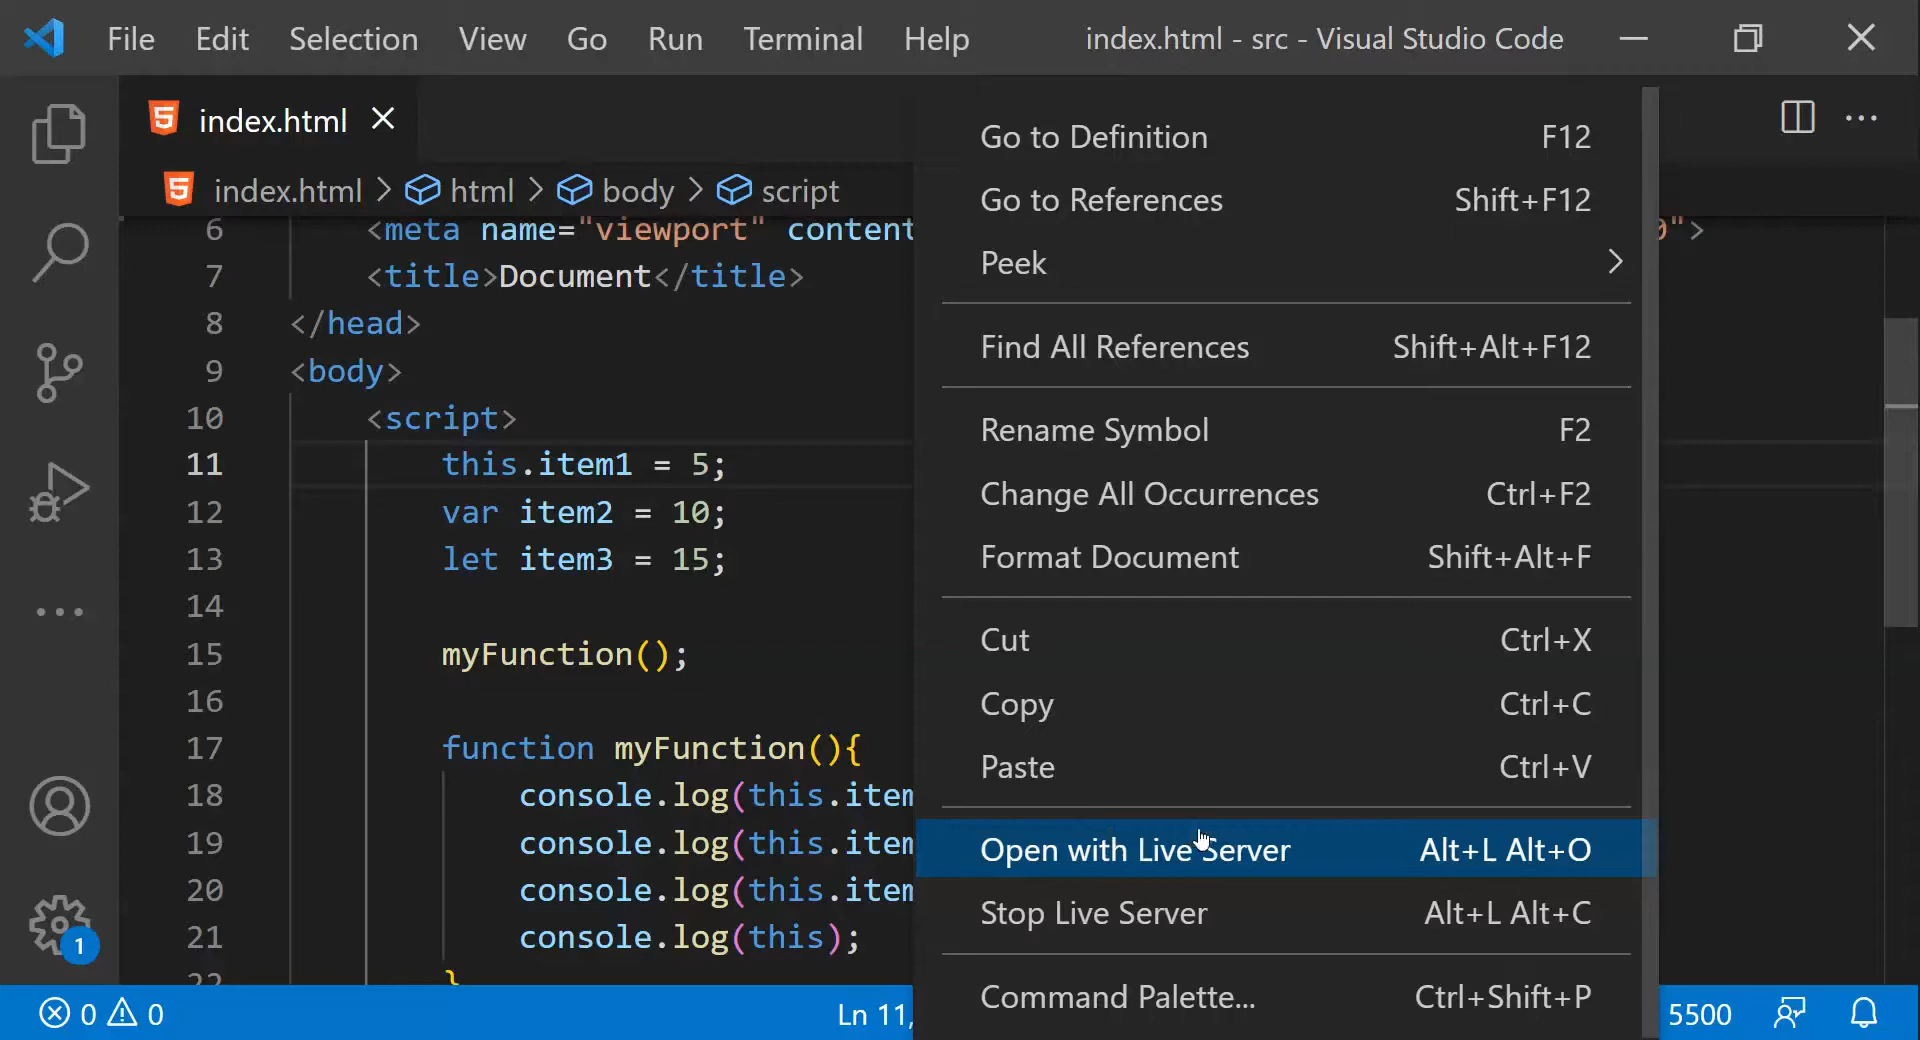 File Edit Selection View Go Run Terminal Help index.html - src - Visual Studio Code
index.html
index.html > html > body > script
6 <meta name="viewport" content 0">
7 <title>Document</title>
8 </head>
9 <body>
10 <script>
11 this.item1 = 5;
12 var item2 = 10;
13 let item3 = 15;
14
15 myFunction();
16
17 function myFunction(){
18 console.log(this.item
19 console.log(this.item
20 console.log(this.item
21 console.log(this);
22 }
Go to Definition F12
Go to References Shift+F12
Peek
Find All References Shift+Alt+F12
Rename Symbol F2
Change All Occurrences Ctrl+F2
Format Document Shift+Alt+F
Cut Ctrl+X
Copy Ctrl+C
Paste Ctrl+V
Open with Live Server Alt+L Alt+O
Stop Live Server Alt+L Alt+C
Command Palette... Ctrl+Shift+P
1
0 0 Ln 11, 5500